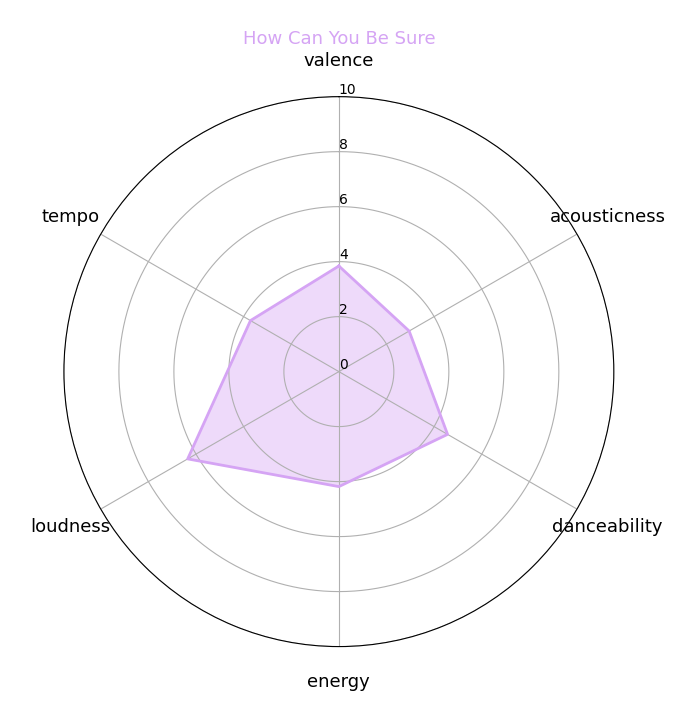 How Can You Be Sure
valence
10
8
6
4
2
0
tempo
acousticness
loudness
danceability
energy